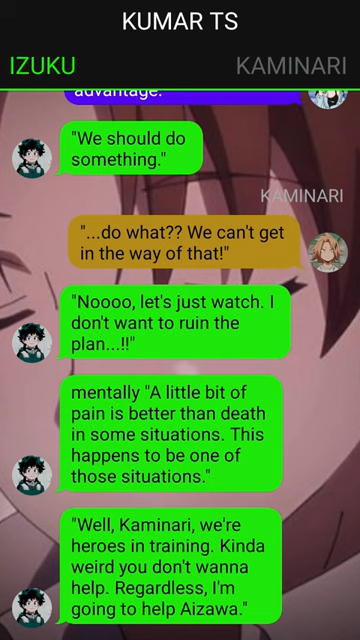 KUMAR TS
IZUKU
KAMINARI
advantage."
"We should do
something."
KAMINARI
"...do what?? We can't get
in the way of that!"
"Noooo, let's just watch. I
don't want to ruin the
plan...!!"
mentally "A little bit of
pain is better than death
in some situations. This
happens to be one of
those situations."
"Well, Kaminari, we're
heroes in training. Kinda
weird you don't wanna
help. Regardless, I'm
going to help Aizawa."